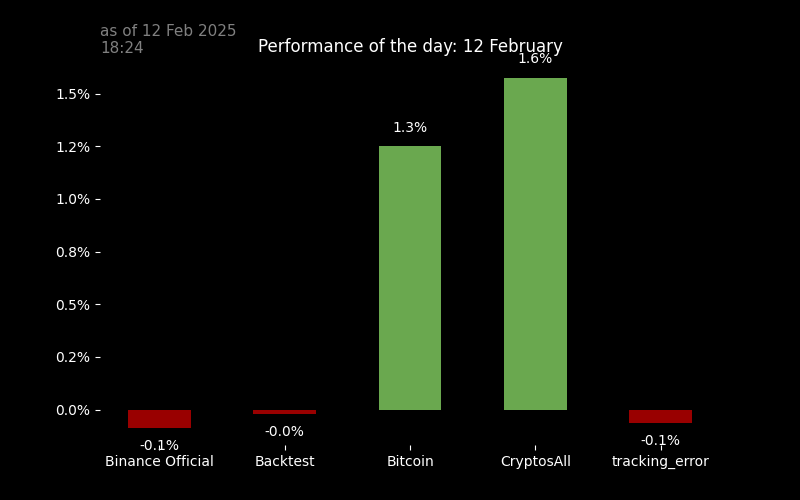 as of 12 Feb 2025
18:24
Performance of the day: 12 February
1.6%
1.5%
1.3%
1.2%
1.0%
0.8%
0.5%
0.2%
0.0%
-0.1%
-0.0%
-0.1%
Binance Official
Backtest
Bitcoin
CryptosAll
tracking_error